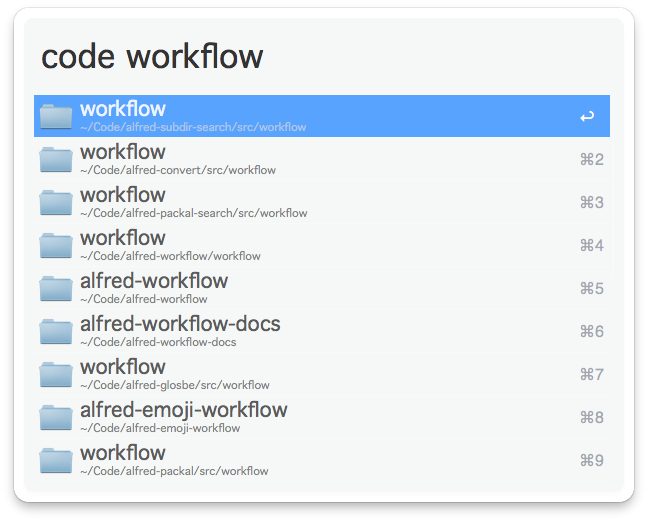 code workflow
workflow
~/Code/alfred-subdir-search/src/workflow
↩
workflow
~/Code/alfred-convert/src/workflow
⌘2
workflow
~/Code/alfred-packal-search/src/workflow
⌘3
workflow
~/Code/alfred-workflow/workflow
⌘4
alfred-workflow
~/Code/alfred-workflow
⌘5
alfred-workflow-docs
~/Code/alfred-workflow-docs
⌘6
workflow
~/Code/alfred-glosbe/src/workflow
⌘7
alfred-emoji-workflow
~/Code/alfred-emoji-workflow
⌘8
workflow
~/Code/alfred-packal/src/workflow
⌘9